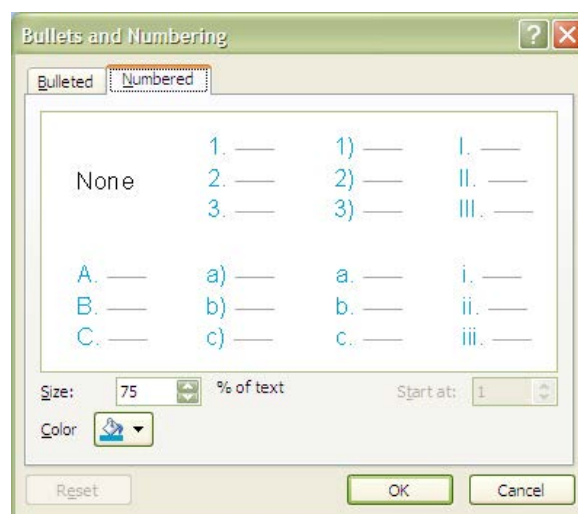 Bullets and Numbering
Bulleted Numbered
None
1.
2.
3.
1)
2)
3)
I.
II.
III.
A.
B.
C.
a)
b)
c)
a.
b.
c.
i.
ii.
iii.
Size: 75 % of text Start at: 1
Color
Reset OK Cancel